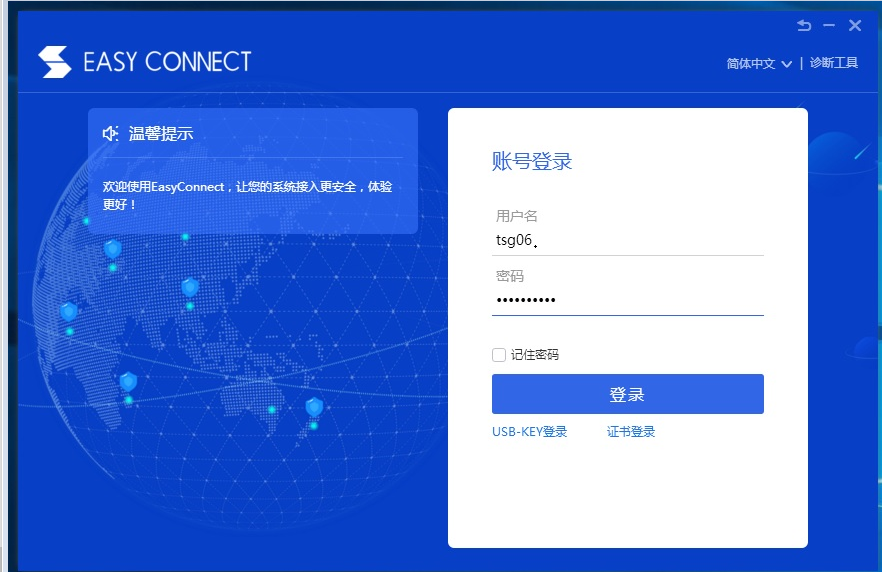 EASY CONNECT
简体中文 | 诊断工具
温馨提示
欢迎使用EasyConnect，让您的系统接入更安全，体验
更好！
账号登录
用户名
tsg06
密码
••••••••••
记住密码
登录
USB-KEY登录 证书登录